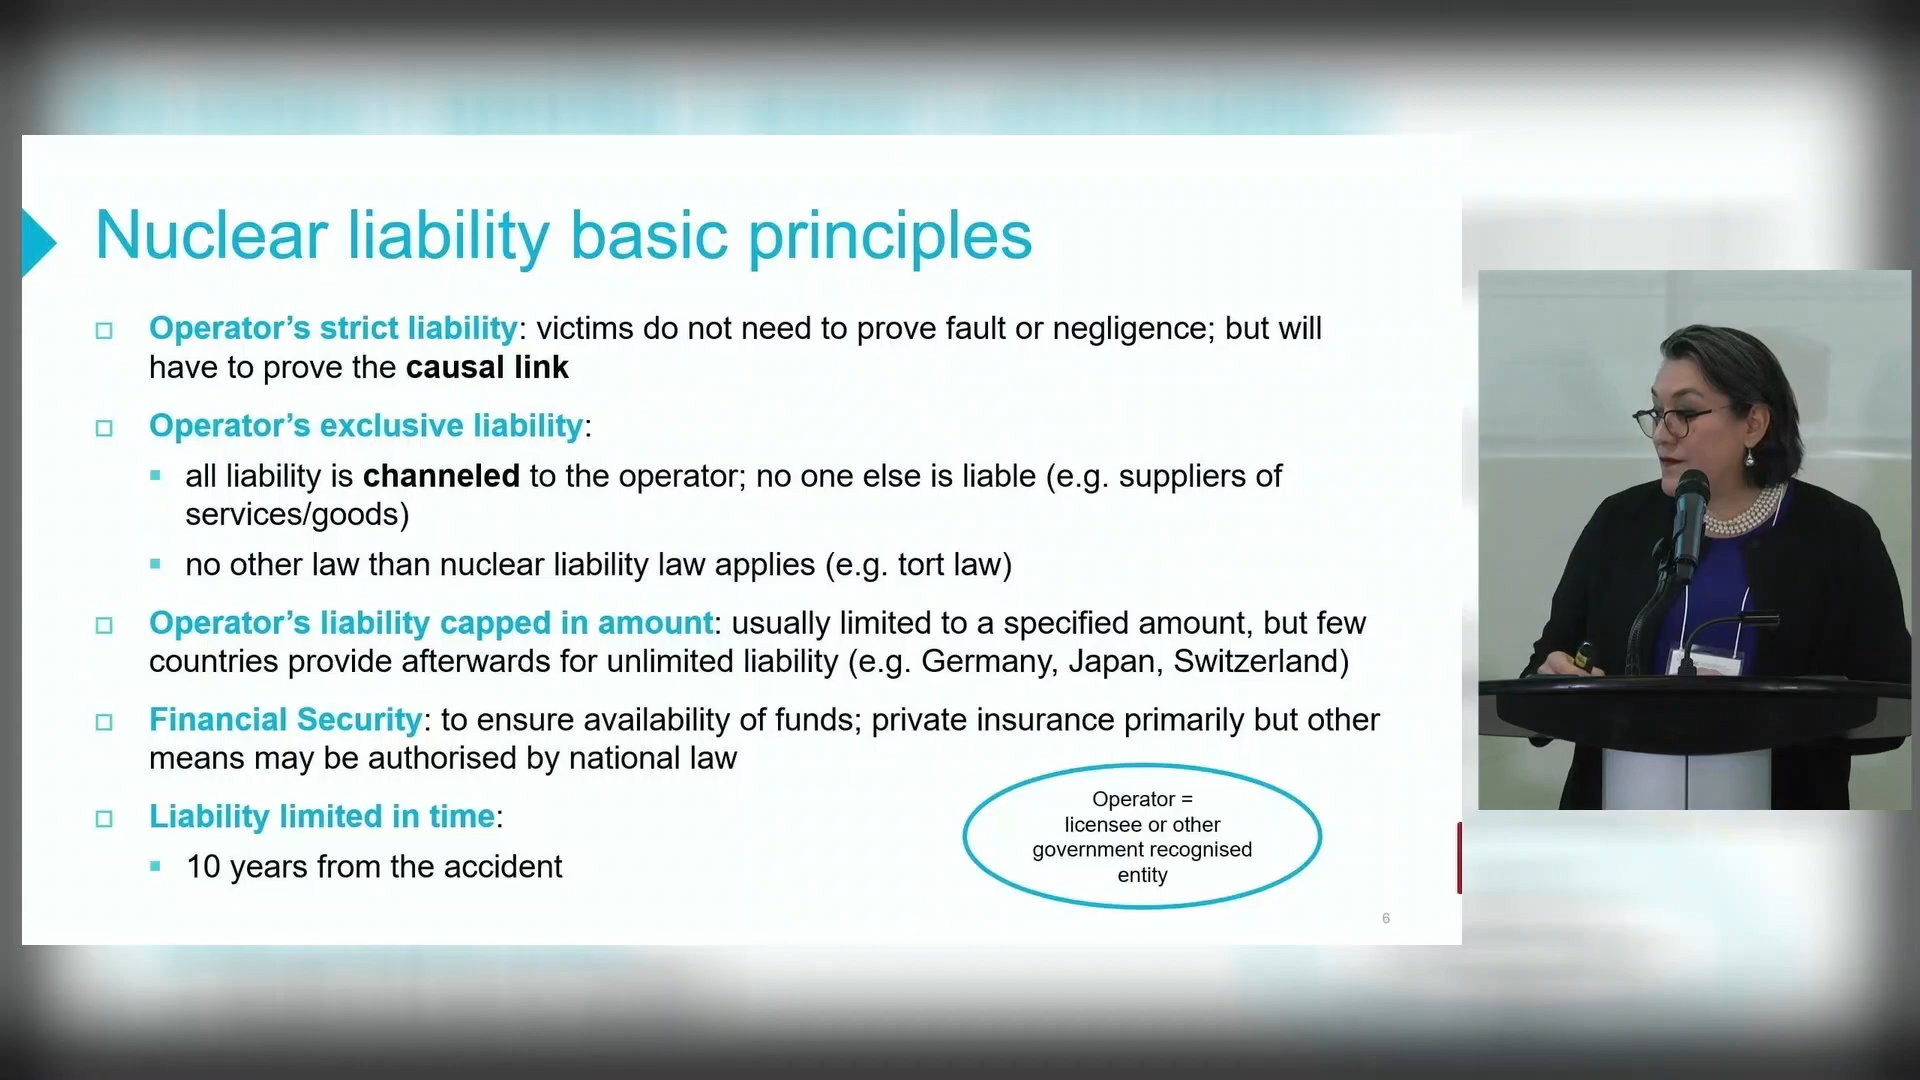 Nuclear liability basic principles
Operator’s strict liability: victims do not need to prove fault or negligence; but will
have to prove the causal link
Operator’s exclusive liability:
all liability is channeled to the operator; no one else is liable (e.g. suppliers of
services/goods)
no other law than nuclear liability law applies (e.g. tort law)
Operator’s liability capped in amount: usually limited to a specified amount, but few
countries provide afterwards for unlimited liability (e.g. Germany, Japan, Switzerland)
Financial Security: to ensure availability of funds; private insurance primarily but other
means may be authorised by national law
Liability limited in time:
10 years from the accident
Operator =
licensee or other
government recognised
entity
6